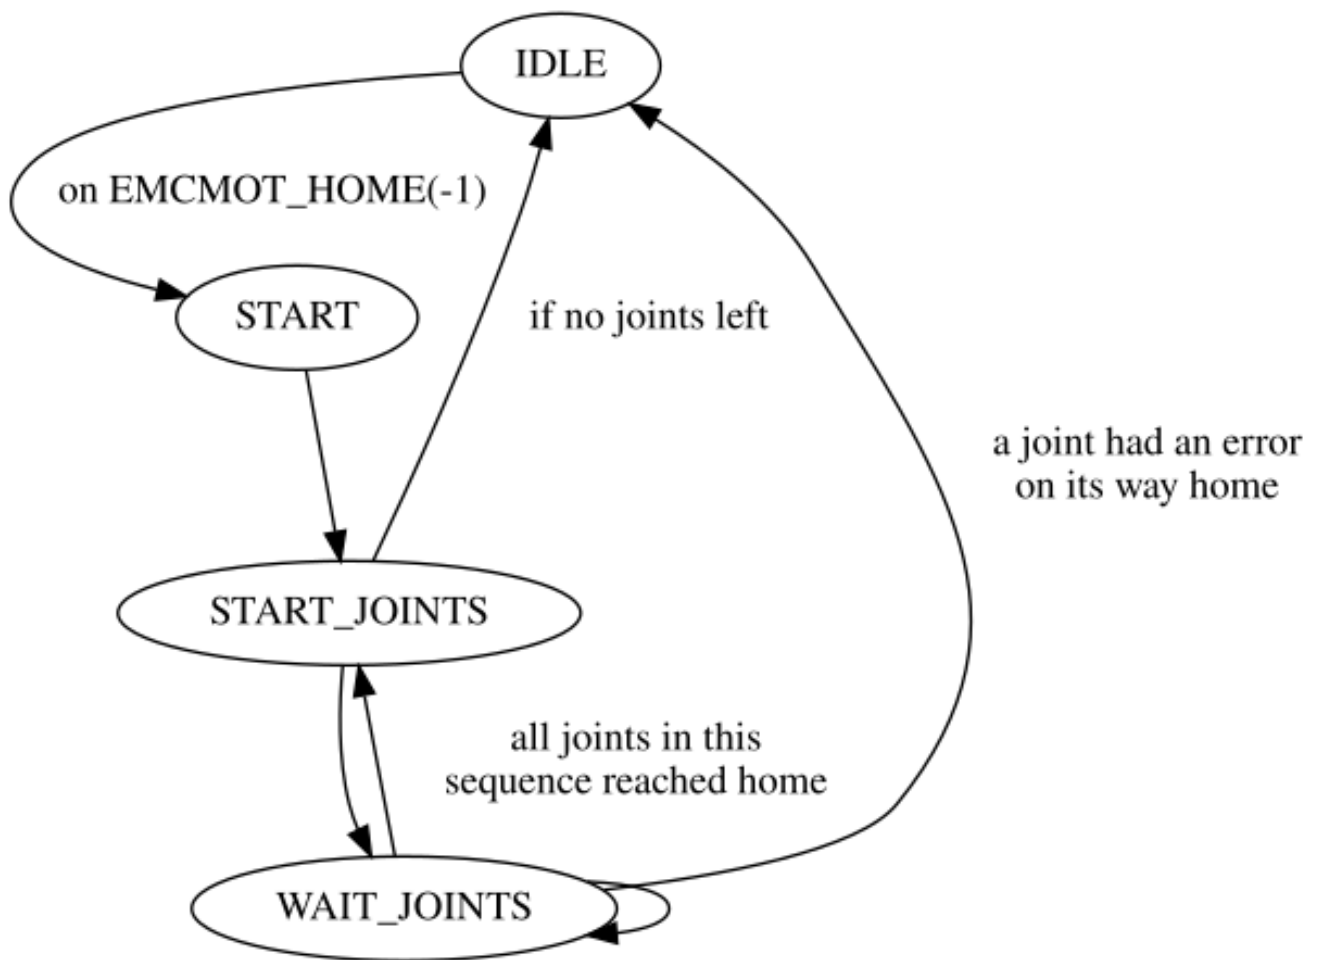 IDLE
on EMCMOT_HOME(-1)
START
if no joints left
a joint had an error
on its way home
START_JOINTS
all joints in this
sequence reached home
WAIT_JOINTS